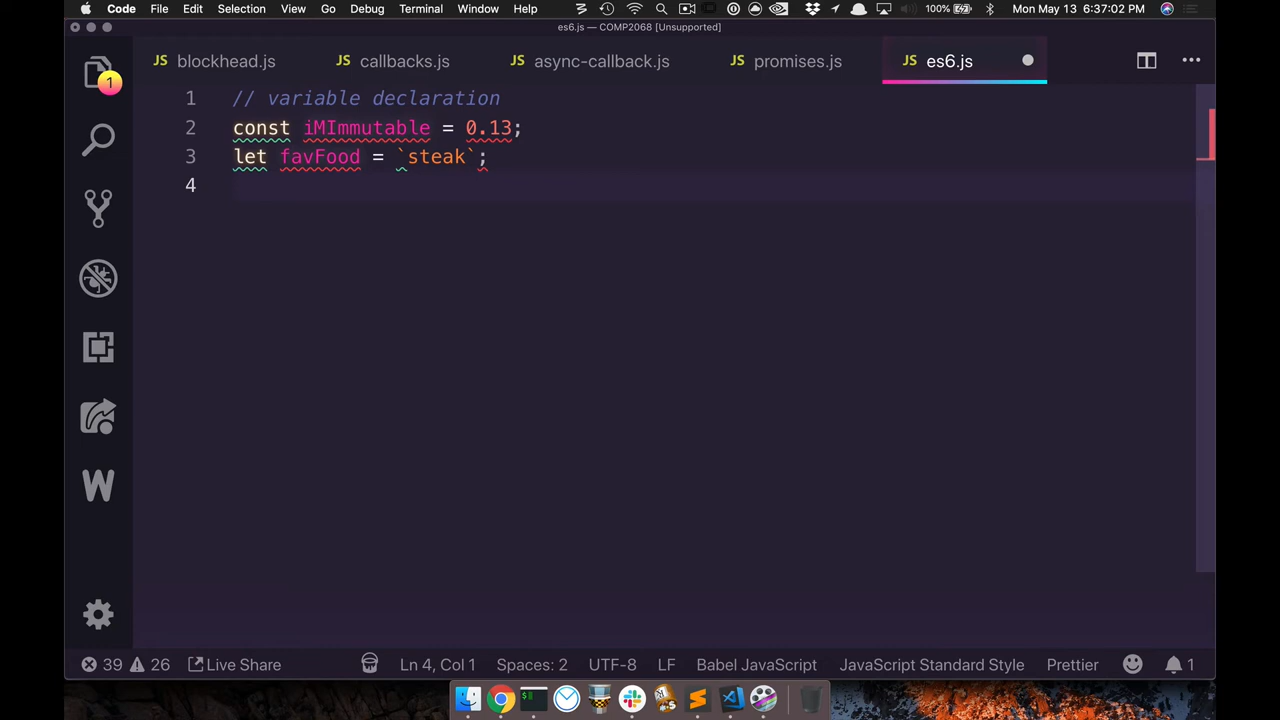 Code File Edit Selection View Go Debug Terminal Window Help 100% Mon May 13 6:37:02 PM
es6.js — COMP2068 [Unsupported]
JS blockhead.js JS callbacks.js JS async-callback.js JS promises.js JS es6.js
1 // variable declaration
2 const iMImmutable = 0.13;
3 let favFood = `steak`;
4
1
W
39 26 Live Share Ln 4, Col 1 Spaces: 2 UTF-8 LF Babel JavaScript JavaScript Standard Style Prettier 1